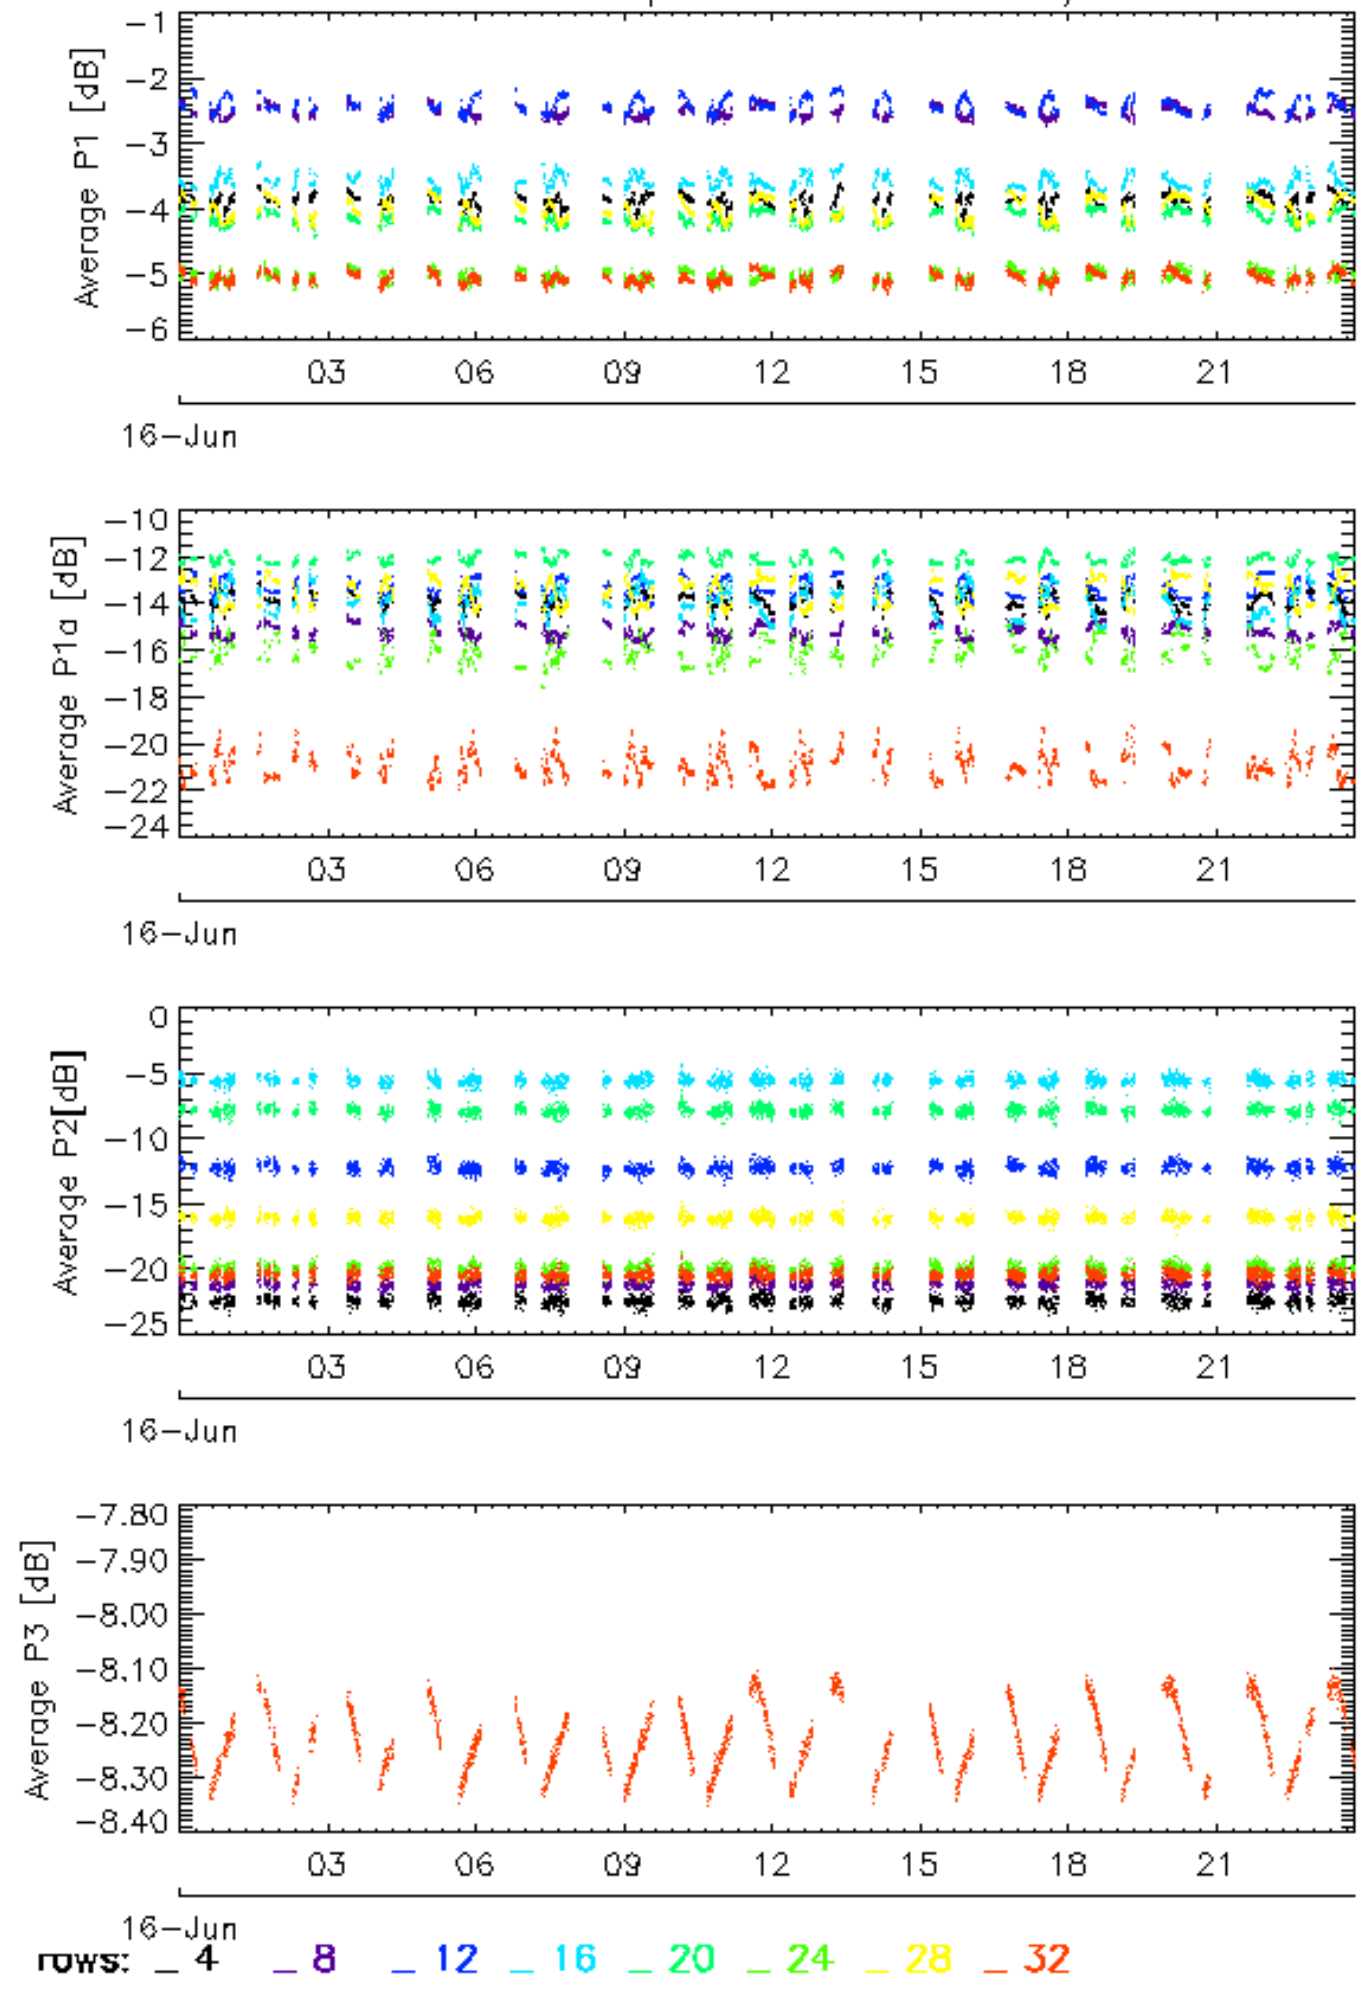 -1
-2
-3
-4
-5
-6
Average P1 [dB]
03 06 09 12 15 18 21
16-Jun
-10
-12
-14
-16
-18
-20
-22
-24
Average P1a [dB]
03 06 09 12 15 18 21
16-Jun
0
-5
-10
-15
-20
-25
Average P2[dB]
03 06 09 12 15 18 21
16-Jun
-7.80
-7.90
-8.00
-8.10
-8.20
-8.30
-8.40
Average P3 [dB]
03 06 09 12 15 18 21
16-Jun
rows: _ 4 _ 8 _ 12 _ 16 _ 20 _ 24 _ 28 _ 32